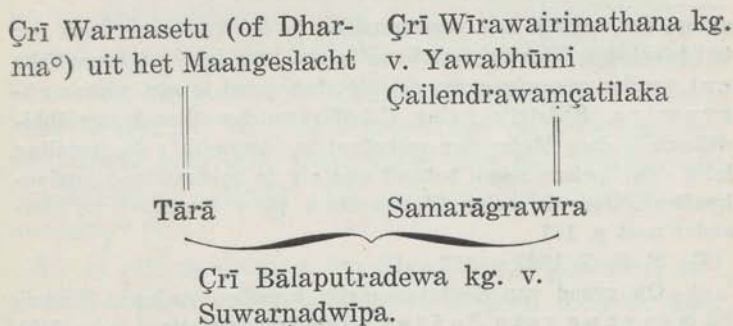 Çrī Warmasetu (of Dhar-
ma°) uit het Maangeslacht
Çrī Wīrawairimathana kg.
v. Yawabhūmi
Çailendrawamçatilaka
Tārā
Samarāgrawīra
Çrī Bālaputradewa kg. v.
Suwarnadwīpa.